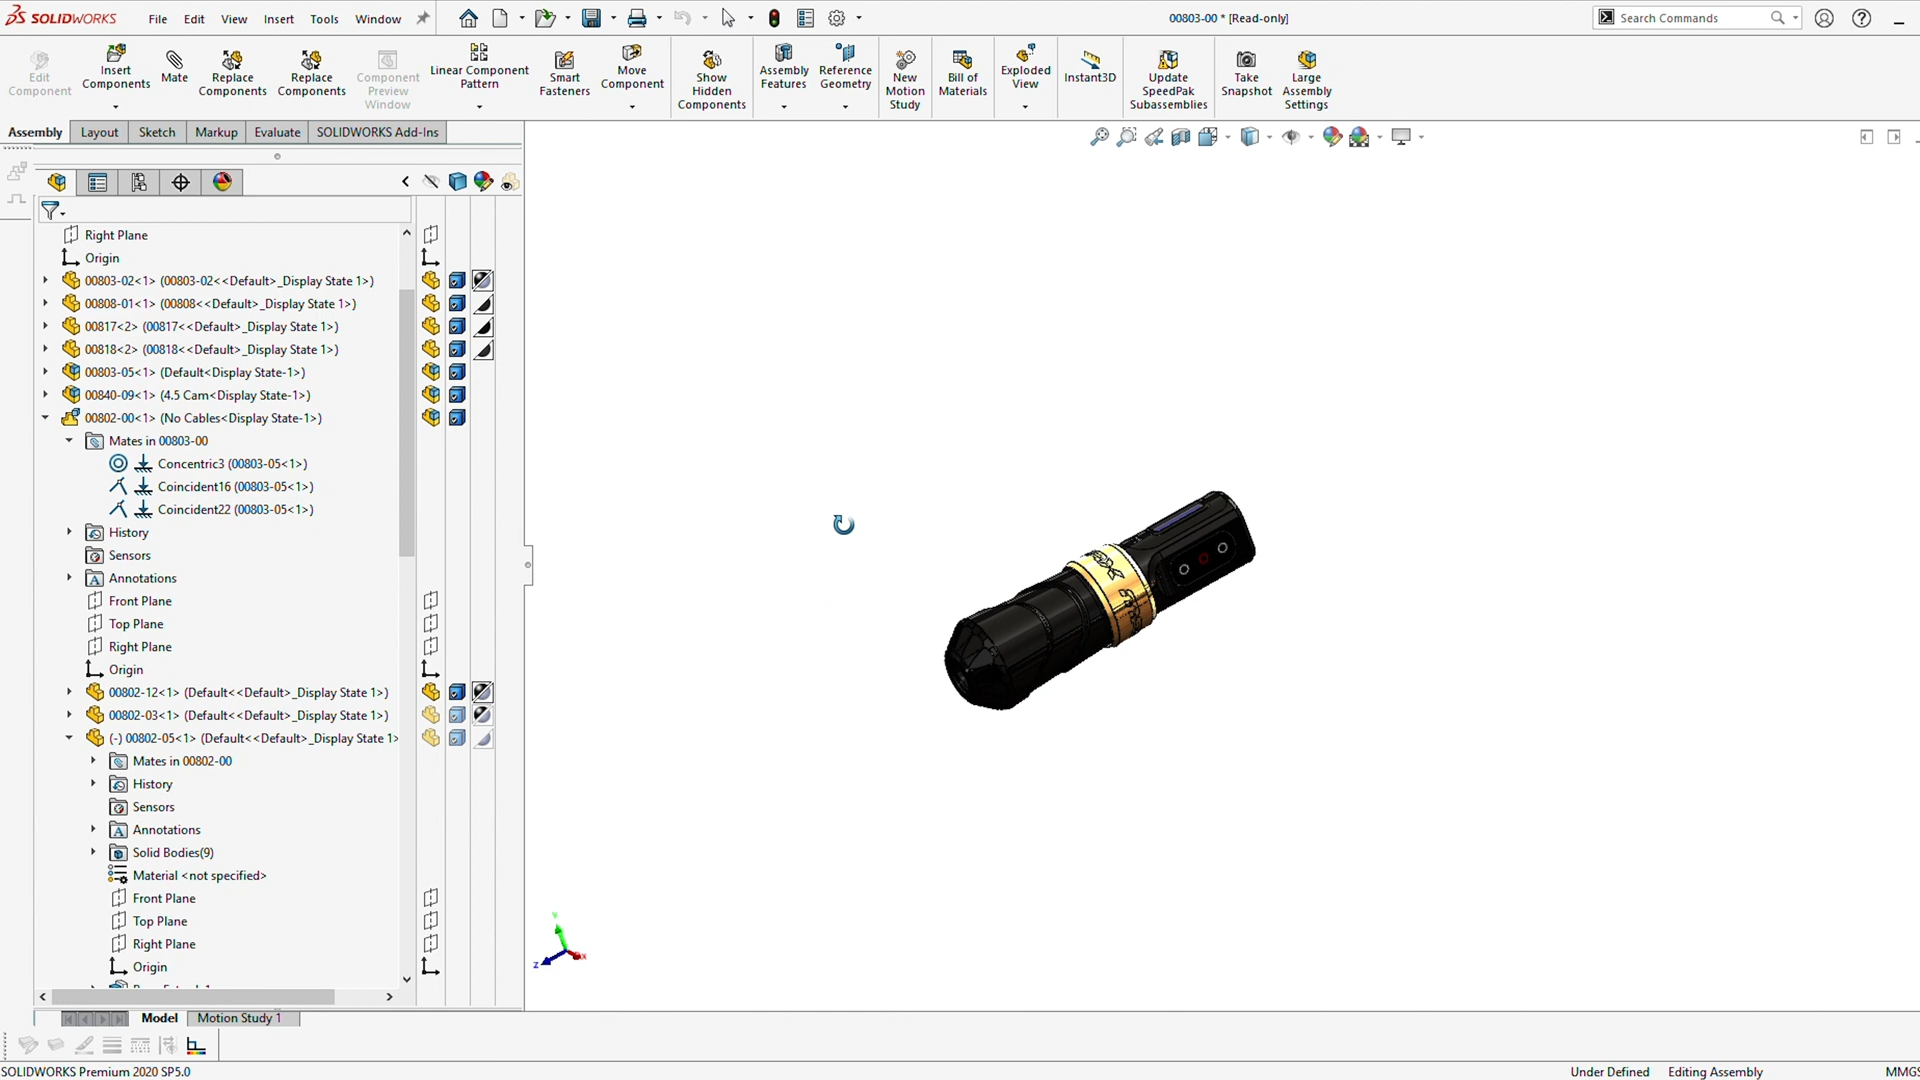 SOLIDWORKS File Edit View Insert Tools Window
00803-00 * [Read-only]
Search Commands
Edit Component
Insert Components
Mate
Replace Components
Replace Components
Component Preview Window
Linear Component Pattern
Smart Fasteners
Move Component
Show Hidden Components
Assembly Features
Reference Geometry
New Motion Study
Bill of Materials
Exploded View
Instant3D
Update SpeedPak Subassemblies
Take Snapshot
Large Assembly Settings
Assembly Layout Sketch Markup Evaluate SOLIDWORKS Add-Ins
Right Plane
Origin
00803-02<1> (00803-02<<Default>_Display State 1>)
00808-01<1> (00808<<Default>_Display State 1>)
00817<2> (00817<<Default>_Display State 1>)
00818<2> (00818<<Default>_Display State 1>)
00803-05<1> (Default<Display State-1>)
00840-09<1> (4.5 Cam<Display State-1>)
00802-00<1> (No Cables<Display State-1>)
Mates in 00803-00
Concentric3 (00803-05<1>)
Coincident16 (00803-05<1>)
Coincident22 (00803-05<1>)
History
Sensors
Annotations
Front Plane
Top Plane
Right Plane
Origin
00802-12<1> (Default<<Default>_Display State 1>)
00802-03<1> (Default<<Default>_Display State 1>)
(-) 00802-05<1> (Default<<Default>_Display State 1>
Mates in 00802-00
History
Sensors
Annotations
Solid Bodies(9)
Material <not specified>
Front Plane
Top Plane
Right Plane
Origin
Y
Z
X
Model Motion Study 1
SOLIDWORKS Premium 2020 SP5.0
Under Defined Editing Assembly MMGS